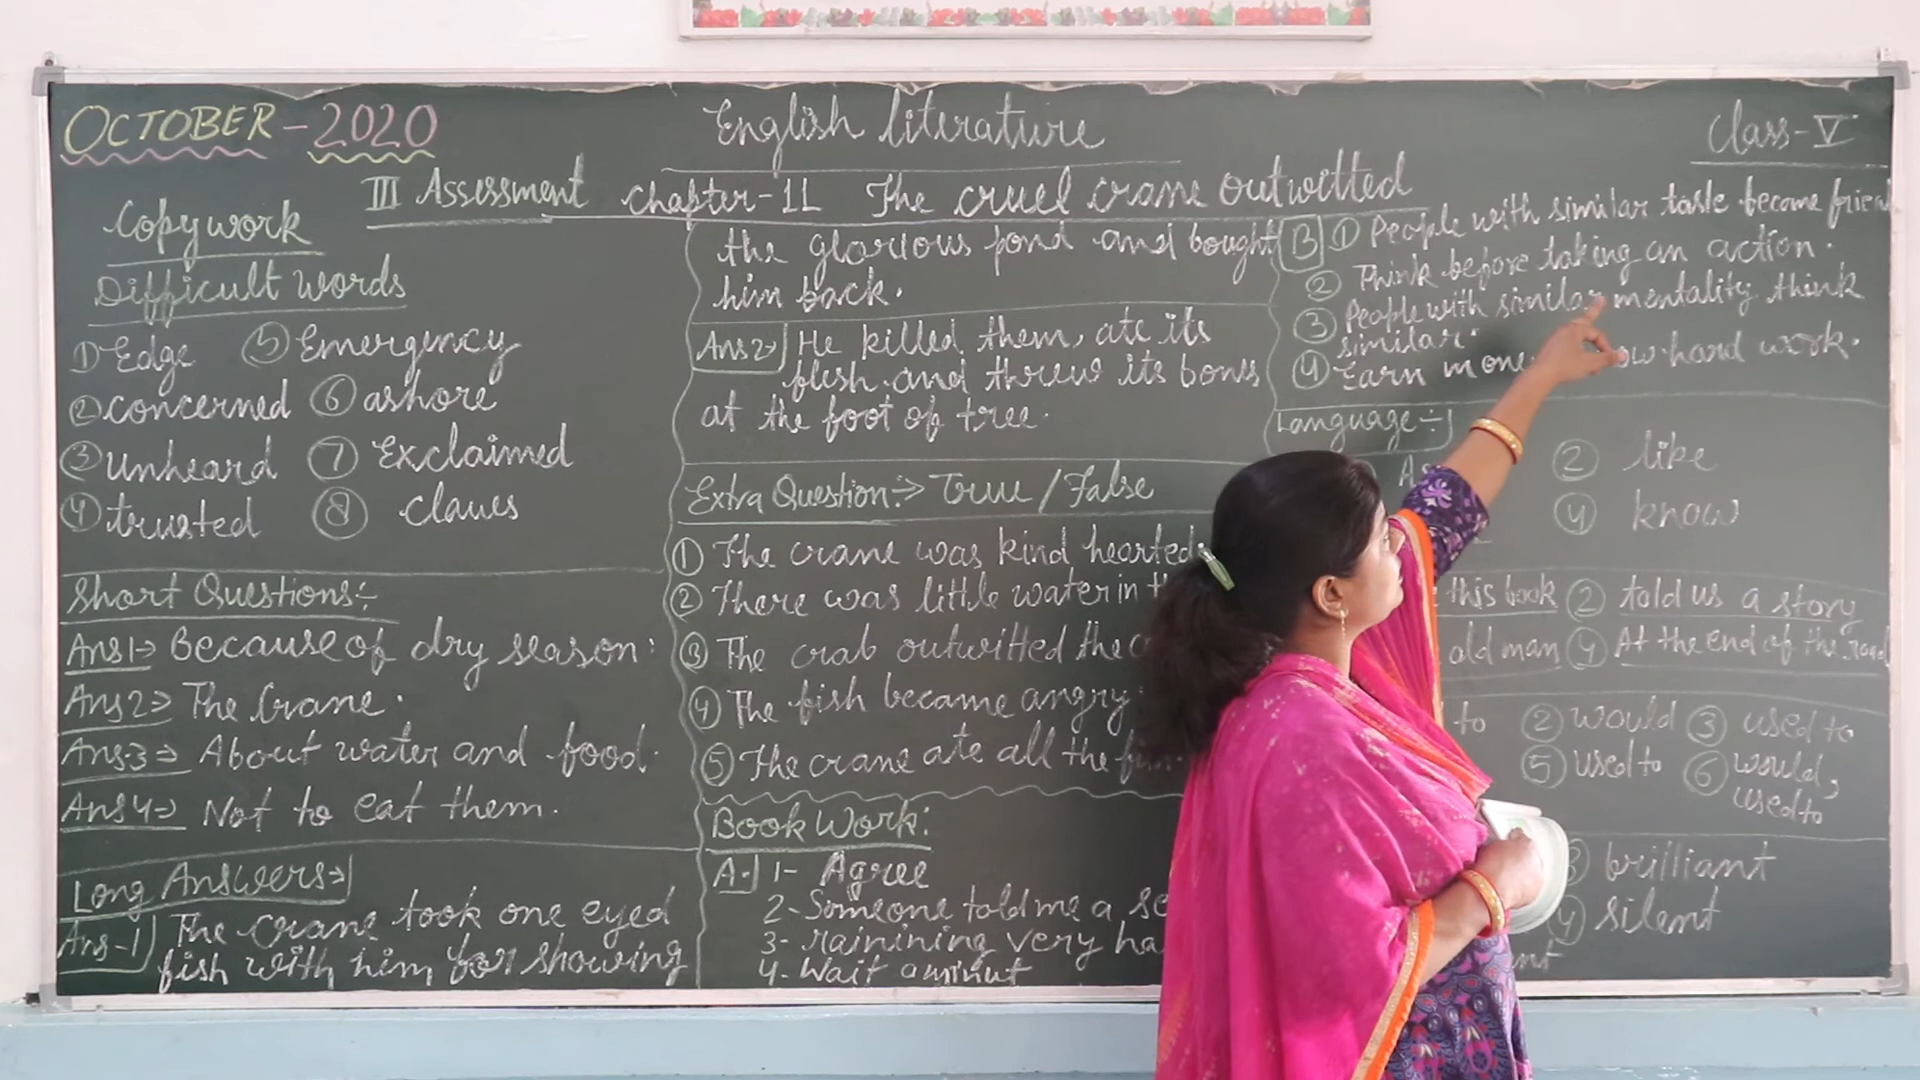 OCTOBER - 2020
English literature
Class - V
III Assessment Chapter - 11 The cruel crane outwitted
Copy work
Difficult words
① Edge ⑤ Emergency
② concerned ⑥ ashore
③ unheard ⑦ Exclaimed
④ trusted ⑧ claws
Short Questions:-
Ans1→ Because of dry season.
Ans2→ The Crane.
Ans3→ About water and food.
Ans4→ Not to eat them.
Long Answers→
Ans-1 The crane took one eyed
fish with him for showing
the glorious pond and bought
him back.
Ans2→ He killed them, ate its
flesh and threw its bones
at the foot of tree.
Extra Question:→ True / False
① The crane was kind hearted.
② There was little water in
③ The crab outwitted the
④ The fish became angry
⑤ The crane ate all the
Book Work:
A. 1- Agree
2- Someone told me a
3- rainining very
4- Wait a minut
B ① People with similar taste become
② Think before taking an action.
③ People with similar mentality think
similar.
④ Earn hard work.
Language:-
② like
④ know
this book ② told us a story
old man ④ At the end of the road
to ② would ③ used to
⑤ used to ⑥ would,
used to
brilliant
④ silent